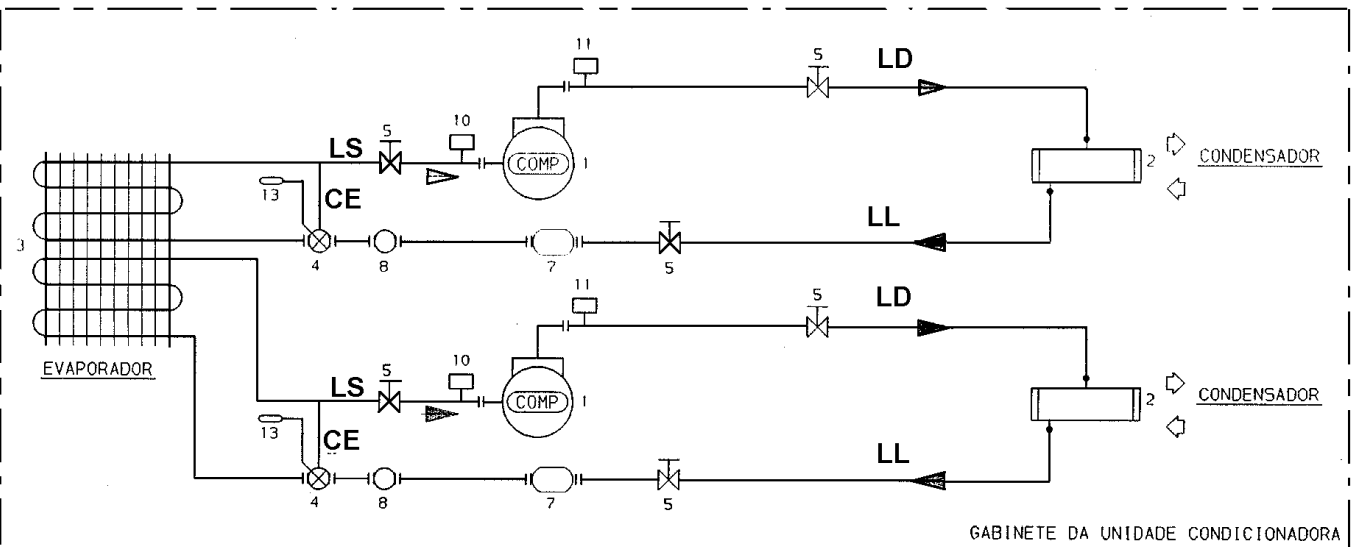 11
5
LD
10
5
LS
COMP
1
2
CONDENSADOR
13
CE
LL
3
4
8
7
5
11
5
LD
EVAPORADOR
10
5
LS
COMP
1
2
CONDENSADOR
13
CE
LL
4
8
7
5
GABINETE DA UNIDADE CONDICIONADORA